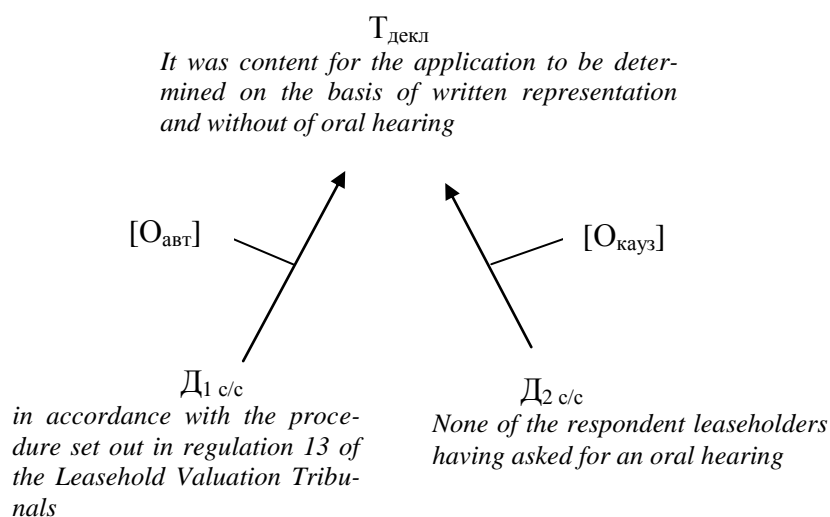 Тдекл
It was content for the application to be deter-
mined on the basis of written representation
and without of oral hearing
[Оавт]
[Окауз]
Д1 с/с
in accordance with the proce-
dure set out in regulation 13 of
the Leasehold Valuation Tribu-
nals
Д2 с/с
None of the respondent leaseholders
having asked for an oral hearing